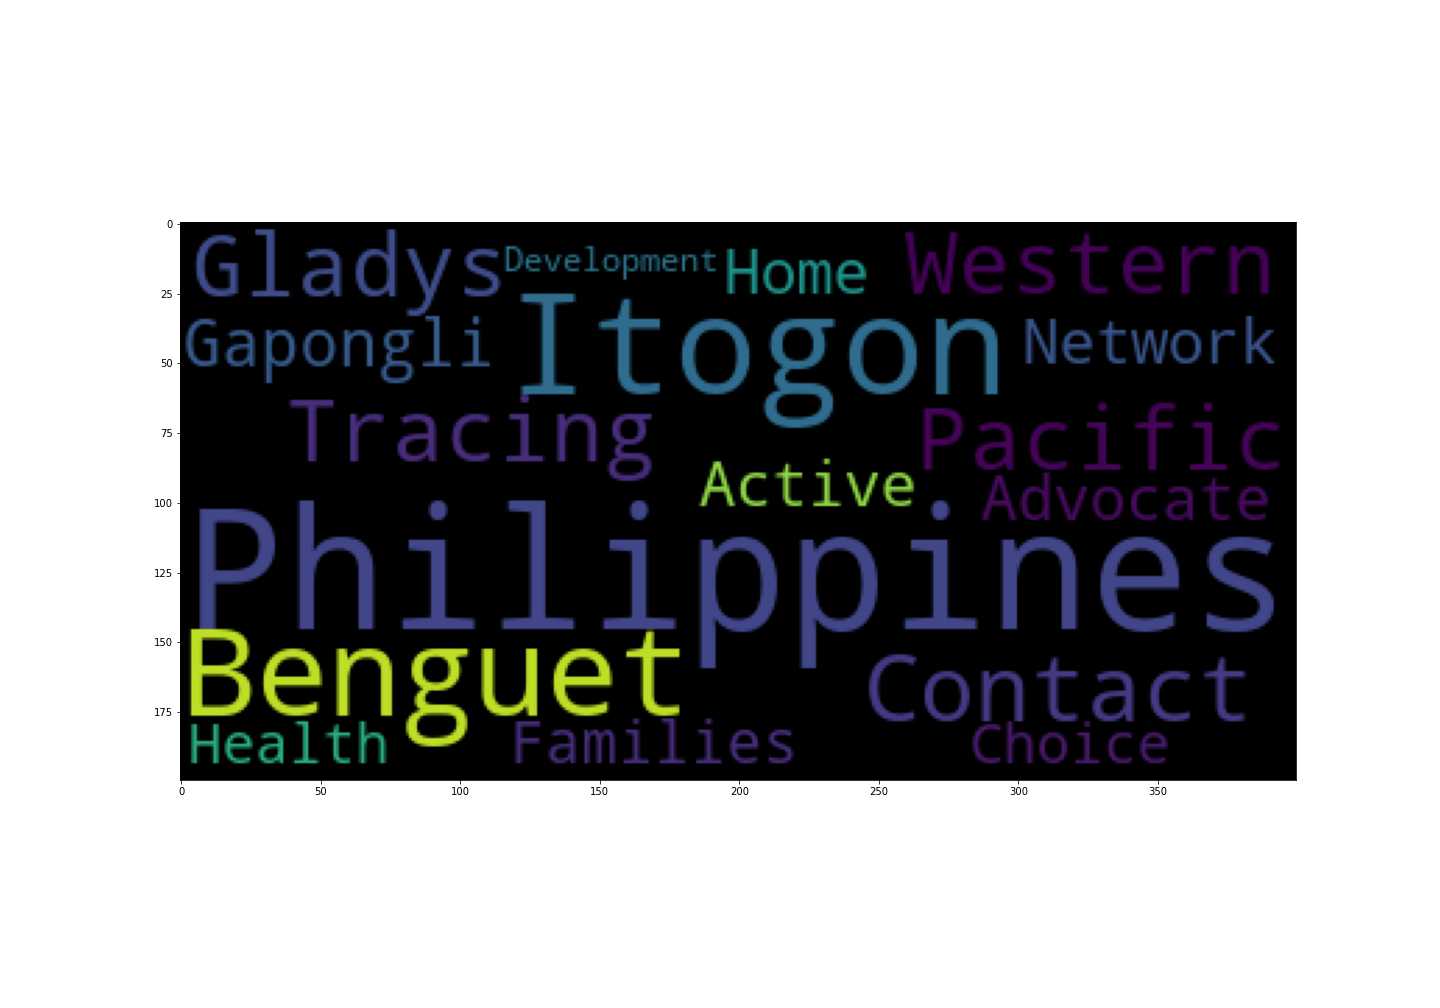 Gladys Development Home Western
Gapongli Itogon Network
Tracing Pacific
Active Advocate
Philippines
Benguet Contact
Health Families Choice
0
25
50
75
100
125
150
175
0 50 100 150 200 250 300 350